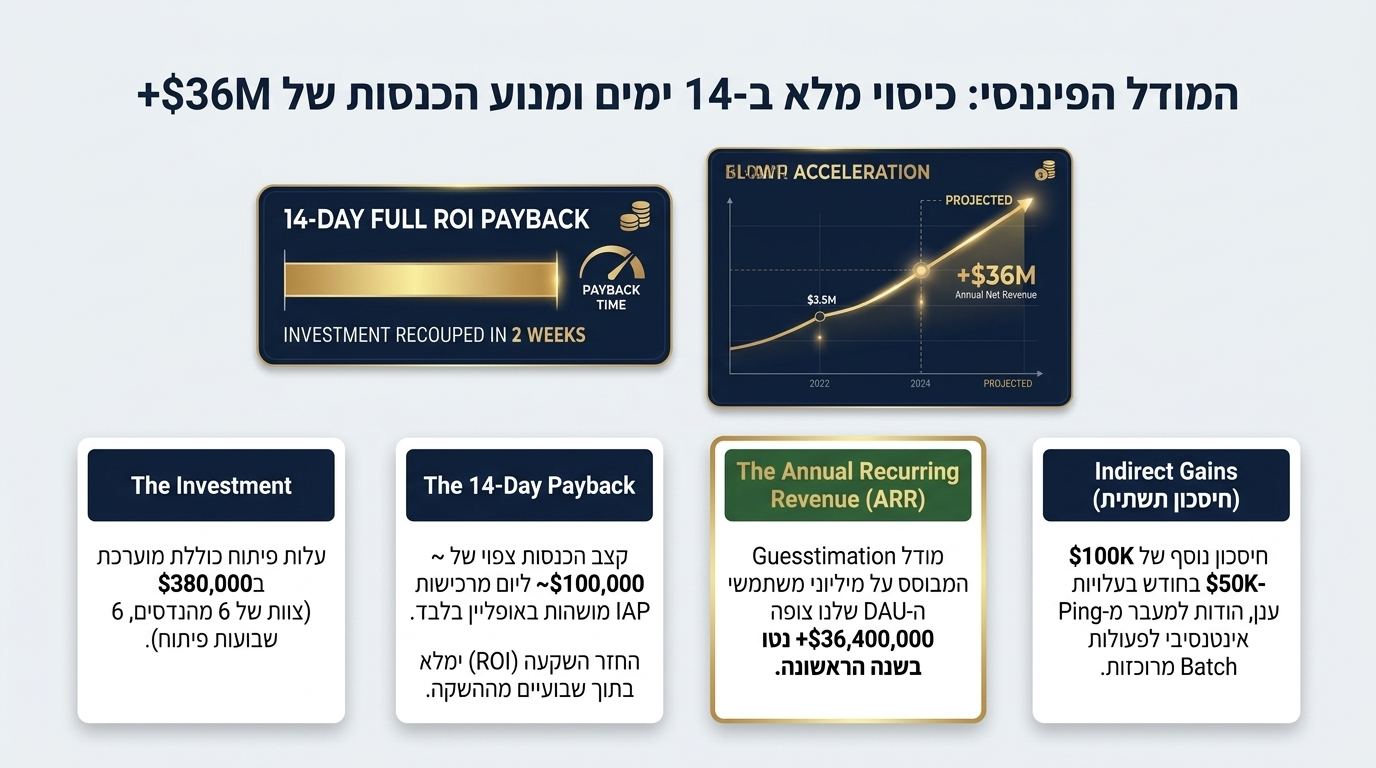 המודל הפיננסי: כיסוי מלא ב-14 ימים ומנוע הכנסות של $36M+
14-DAY FULL ROI PAYBACK
PAYBACK
TIME
INVESTMENT RECOUPED IN 2 WEEKS
ACCELERATION
PROJECTED
+$36M
Annual Net Revenue
$3.5M
2022
2024
PROJECTED
The Investment
עלות פיתוח כוללת מוערכת
ב$380,000
(צוות של 6 מהנדסים, 6
שבועות פיתוח).
The 14-Day Payback
קצב הכנסות צפוי של ~
$100,000~ ליום מרכישות
IAP מושהות באופליין בלבד.
החזר השקעה (ROI) ימלא
בתוך שבועיים מההשקה.
The Annual Recurring
Revenue (ARR)
מודל Guesstimation
המבוסס על מיליוני משתמשי
ה-DAU שלנו צופה
$36,400,000+ נטו
בשנה הראשונה.
Indirect Gains
(חיסכון תשתית)
חיסכון נוסף של $100K
-$50K בחודש בעלויות
ענן, הודות למעבר מ-Ping
אינטנסיבי לפעולות
Batch מרוכזות.